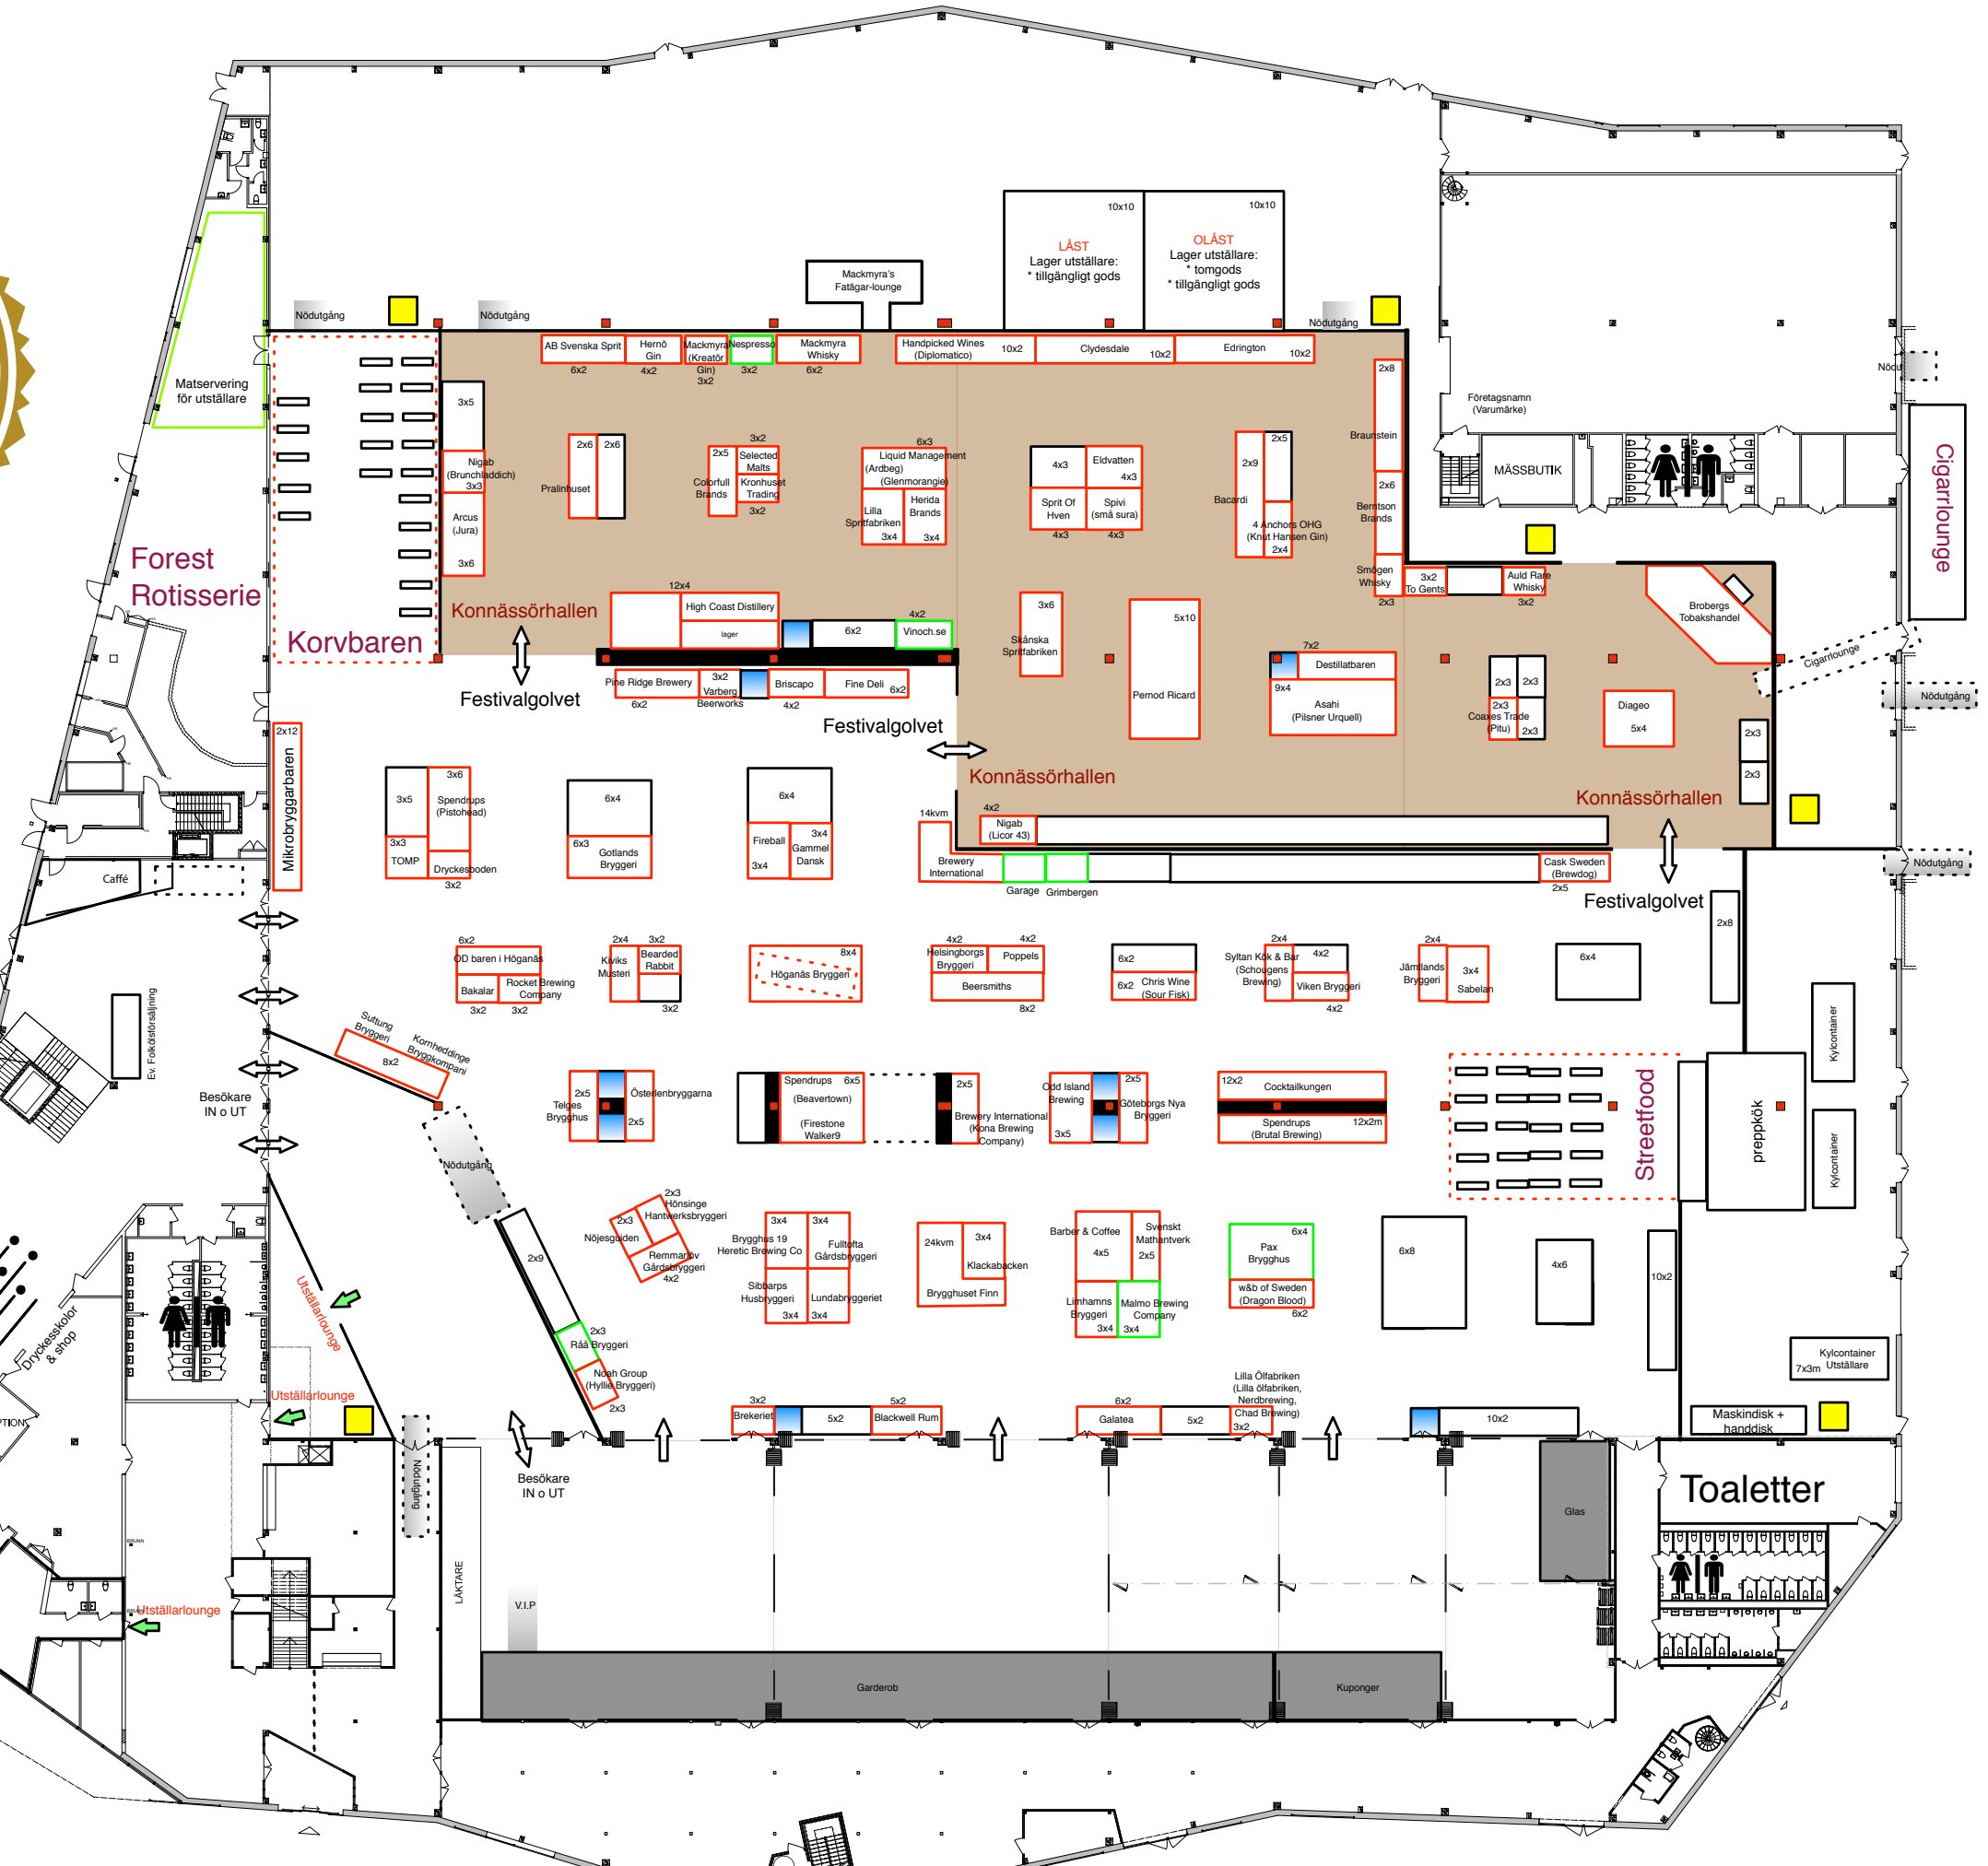 10x10
10x10
LÅST
Lager utställare:
* tillgängligt gods
OLÅST
Lager utställare:
* tomgods
* tillgängligt gods
Mackmyra's
Fatägar-lounge
Nödutgång
Nödutgång
Nödutgång
Matservering
för utställare
AB Svenska Sprit
6x2
Hernö
Gin
4x2
Mackmyra
(Kreatör
Gin)
3x2
Nespresso
3x2
Mackmyra
Whisky
6x2
Handpicked Wines
(Diplomatico)
10x2
Clydesdale
10x2
Edrington
10x2
2x8
Braunstein
2x6
Berntson
Brands
Smögen
Whisky
2x3
3x2
To Gents
Auld Rare
Whisky
3x2
Företagsnamn
(Varumärke)
MÄSSBUTIK
Nödu
Cigarrlounge
3x5
Nigab
(Brunchladdich)
3x3
Arcus
(Jura)
3x6
2x6
2x6
Pralinhuset
3x2
2x5
Selected
Malts
Colorfull
Brands
Kronhuset
Trading
3x2
6x3
Liquid Management
(Ardbeg)
(Glenmorangie)
Lilla
Spritfabriken
3x4
Herida
Brands
3x4
4x3
Eldvatten
4x3
Sprit Of
Hven
4x3
Spivi
(små sura)
4x3
2x5
2x9
Bacardi
4 Anchors OHG
(Knut Hansen Gin)
2x4
Forest
Rotisserie
Korvbaren
Konnässörhallen
Festivalgolvet
12x4
High Coast Distillery
lager
6x2
4x2
Vinoch.se
3x6
Skånska
Spritfabriken
5x10
Pernod Ricard
7x2
Destillatbaren
9x4
Asahi
(Pilsner Urquell)
2x3
2x3
2x3
Coaxes Trade
(Pitu)
2x3
Diageo
5x4
Brobergs
Tobakshandel
Cigarrlounge
Nödutgång
2x3
2x3
Pine Ridge Brewery
6x2
3x2
Varberg
Beerworks
Briscapo
4x2
Fine Deli
6x2
Festivalgolvet
Konnässörhallen
Konnässörhallen
2x12
Mikrobryggarbaren
3x5
3x6
Spendrups
(Pistohead)
3x3
TOMP
Dryckesboden
3x2
6x4
6x3
Gotlands
Bryggeri
6x4
Fireball
3x4
3x4
Gammel
Dansk
14kvm
Brewery
International
4x2
Nigab
(Licor 43)
Garage
Grimbergen
Cask Sweden
(Brewdog)
2x5
Festivalgolvet
Nödutgång
Caffé
6x2
OD baren i Höganäs
Bakalar
3x2
Rocket Brewing
Company
3x2
2x4
Kiviks
Musteri
3x2
Bearded
Rabbit
3x2
8x4
Höganäs Bryggeri
4x2
Helsingborgs
Bryggeri
4x2
Poppels
Beersmiths
8x2
6x2
6x2
Chris Wine
(Sour Fisk)
2x4
Syltan Kök & Bar
(Schougens
Brewing)
4x2
Viken Bryggeri
4x2
2x4
Jämtlands
Bryggeri
3x4
Sabelan
6x4
2x8
Ev. Folkölsförsäljning
Besökare
IN o UT
Suttung
Bryggeri
8x2
Kornheddinge
Bryggkompani
Nödutgång
2x5
Telges
Brygghus
Österlenbryggarna
2x5
Spendrups
6x5
(Beavertown)
(Firestone
Walker9
2x5
Brewery International
(Kona Brewing
Company)
Odd Island
Brewing
3x5
2x5
Göteborgs Nya
Bryggeri
12x2
Cocktailkungen
Spendrups
(Brutal Brewing)
12x2m
Streetfood
preppkök
Kylcontainer
Kylcontainer
2x3
Hönsinge
Hantwerksbryggeri
2x3
Nöjesguiden
Remmarlöv
Gårdsbryggeri
4x2
2x9
2x3
Råå Bryggeri
Noah Group
(Hyllie Bryggeri)
2x3
3x4
Brygghus 19
Heretic Brewing Co
3x4
Fulltofta
Gårdsbryggeri
Sibbarps
Husbryggeri
3x4
Lundabryggeriet
3x4
24kvm
3x4
Klackabacken
Brygghuset Finn
Barber & Coffee
4x5
Svenskt
Mathantverk
2x5
Limhamns
Bryggeri
3x4
Malmo Brewing
Company
3x4
6x4
Pax
Brygghus
w&b of Sweden
(Dragon Blood)
6x2
6x8
4x6
10x2
Kylcontainer
Utställare
7x3m
Maskindisk +
handdisk
Utställarlounge
Utställarlounge
Utställarlounge
Dryckesskolor
& shop
PTION
BRUNN
BRUNN
Nödutgång
Besökare
IN o UT
3x2
Brekeriet
5x2
5x2
Blackwell Rum
6x2
Galatea
5x2
Lilla Ölfabriken
(Lilla ölfabriken,
Nerdbrewing,
Chad Brewing)
3x2
10x2
LÄKTARE
V.I.P
Garderob
Kuponger
Glas
Toaletter